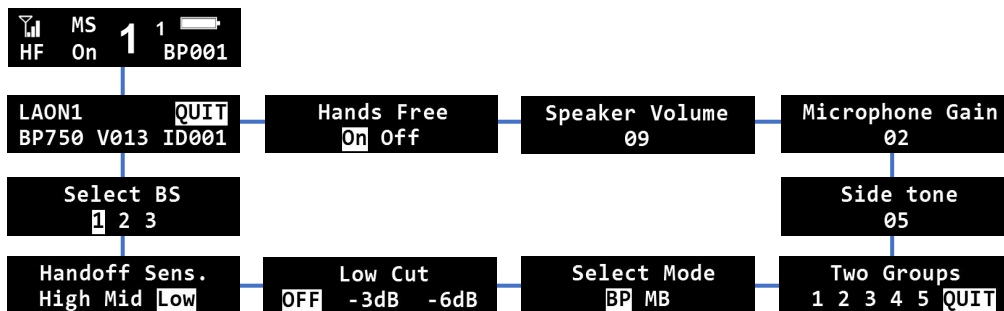 MS 1 1
HF On BP001
LAON1 QUIT
BP750 V013 ID001
Hands Free
On Off
Speaker Volume
09
Microphone Gain
02
Select BS
1 2 3
Side tone
05
Handoff Sens.
High Mid Low
Low Cut
OFF -3dB -6dB
Select Mode
BP MB
Two Groups
1 2 3 4 5 QUIT